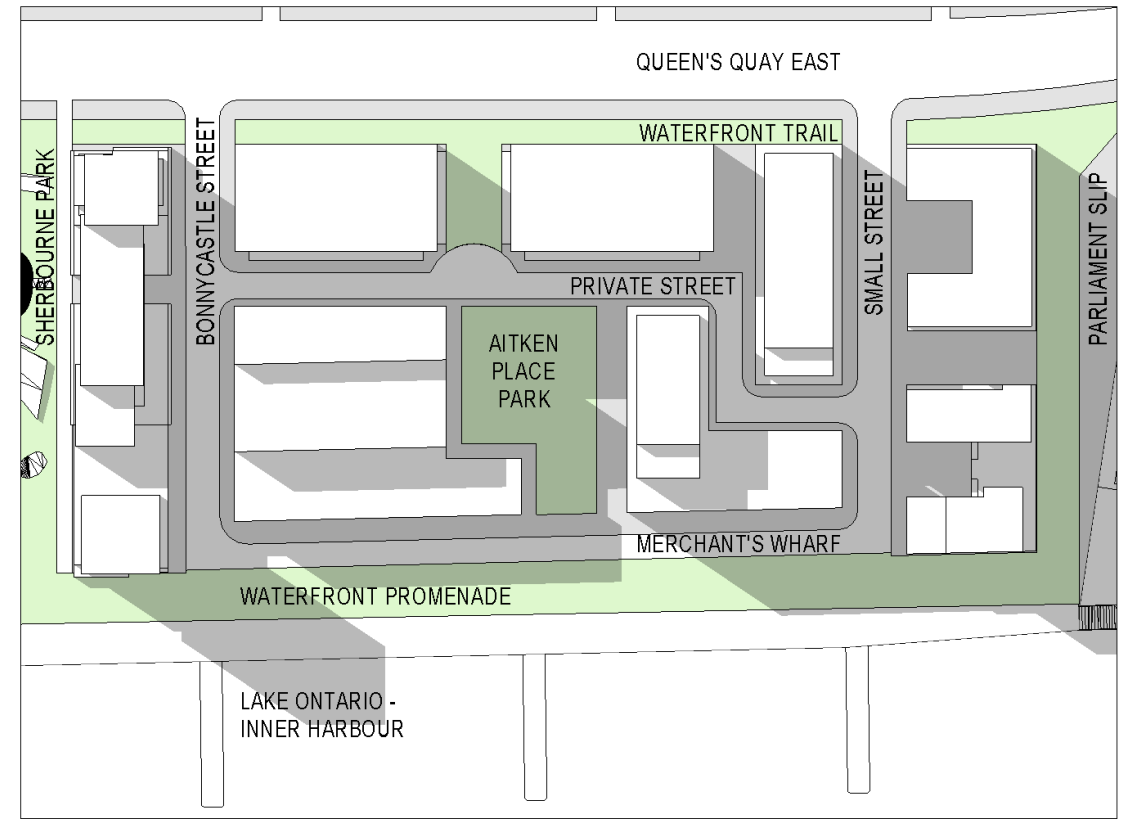 QUEEN'S QUAY EAST
WATERFRONT TRAIL
SHERBOURNE PARK
BONNYCASTLE STREET
SMALL STREET
PARLIAMENT SLIP
PRIVATE STREET
AITKEN
PLACE
PARK
MERCHANT'S WHARF
WATERFRONT PROMENADE
LAKE ONTARIO -
INNER HARBOUR